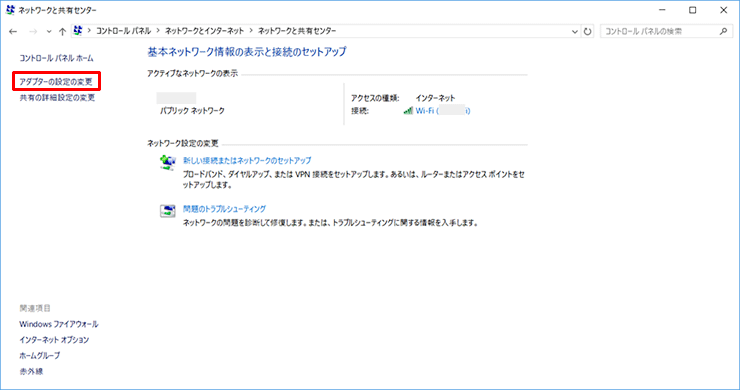 ネットワークと共有センター
コントロール パネル > ネットワークとインターネット > ネットワークと共有センター
コントロール パネルの検索
コントロール パネル ホーム
アダプターの設定の変更
共有の詳細設定の変更
基本ネットワーク情報の表示と接続のセットアップ
アクティブなネットワークの表示
パブリック ネットワーク
アクセスの種類: インターネット
接続: Wi-Fi ( i)
ネットワーク設定の変更
新しい接続またはネットワークのセットアップ
ブロードバンド、ダイヤルアップ、または VPN 接続をセットアップします。あるいは、ルーターまたはアクセス ポイントをセ
ットアップします。
問題のトラブルシューティング
ネットワークの問題を診断して修復します。または、トラブルシューティングに関する情報を入手します。
関連項目
Windows ファイアウォール
インターネット オプション
ホームグループ
赤外線